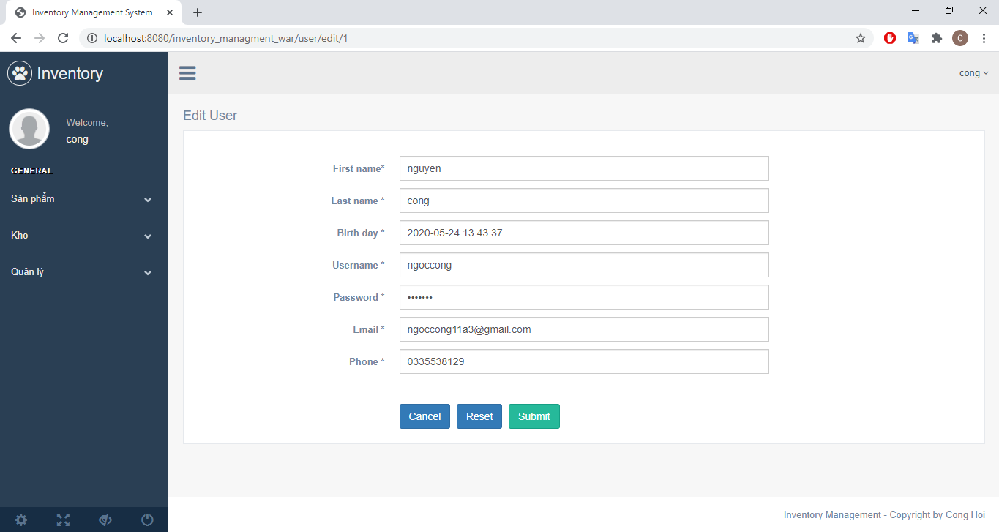 Inventory Management System
localhost:8080/inventory_managment_war/user/edit/1
C
Inventory
cong
Welcome,
cong
GENERAL
Sản phẩm
Kho
Quản lý
Edit User
First name* nguyen
Last name * cong
Birth day * 2020-05-24 13:43:37
Username * ngoccong
Password * •••••••
Email * ngoccong11a3@gmail.com
Phone * 0335538129
Cancel Reset Submit
Inventory Management - Copyright by Cong Hoi